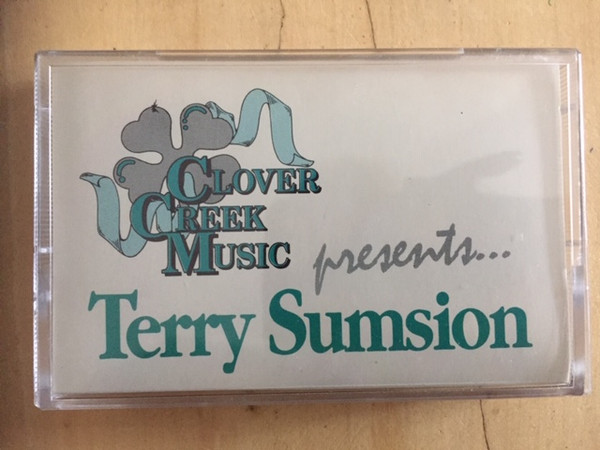 CLOVER
CREEK
MUSIC
presents...
Terry Sumsion